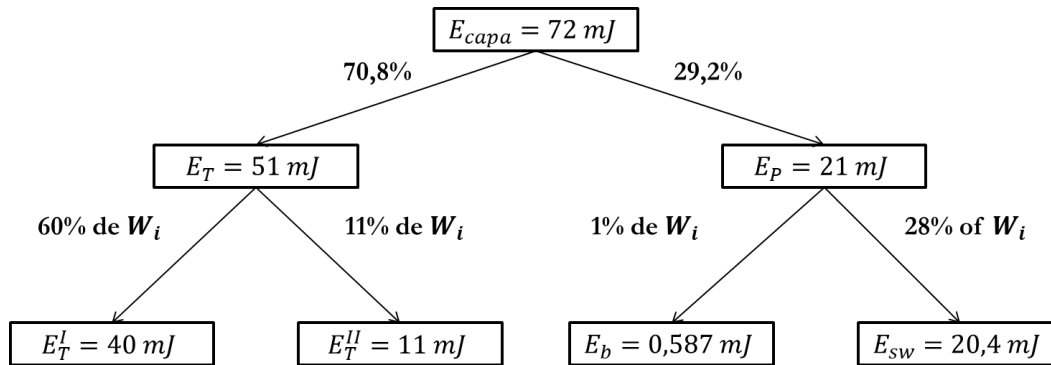 E_capa = 72 mJ
70,8%
29,2%
E_T = 51 mJ
E_P = 21 mJ
60% de W_i
11% de W_i
1% de W_i
28% of W_i
E_T^I = 40 mJ
E_T^II = 11 mJ
E_b = 0,587 mJ
E_sw = 20,4 mJ